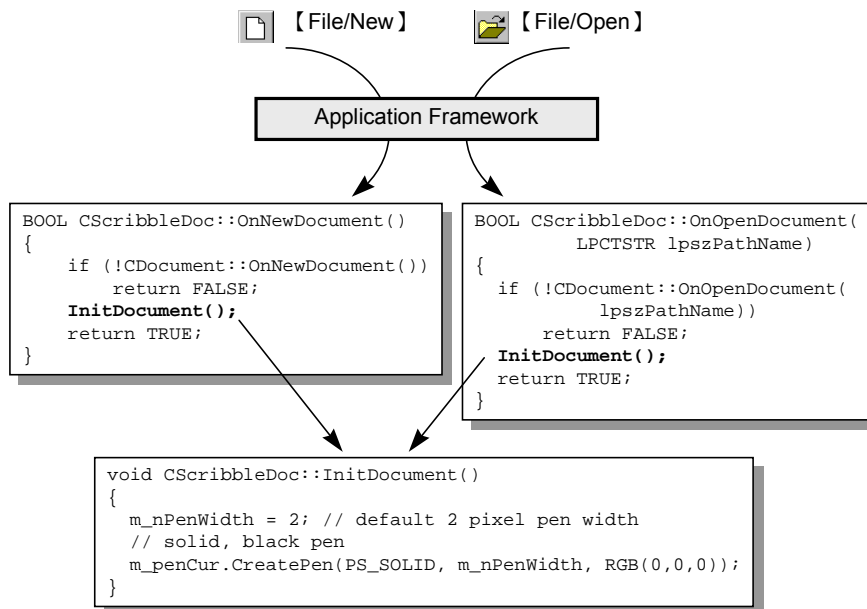 【File/New】 【File/Open】
Application Framework
BOOL CScribbleDoc::OnNewDocument()
{
    if (!CDocument::OnNewDocument())
        return FALSE;
    InitDocument();
    return TRUE;
}
BOOL CScribbleDoc::OnOpenDocument(
        LPCTSTR lpszPathName)
{
  if (!CDocument::OnOpenDocument(
          lpszPathName))
      return FALSE;
  InitDocument();
  return TRUE;
}
void CScribbleDoc::InitDocument()
{
  m_nPenWidth = 2; // default 2 pixel pen width
  // solid, black pen
  m_penCur.CreatePen(PS_SOLID, m_nPenWidth, RGB(0,0,0));
}